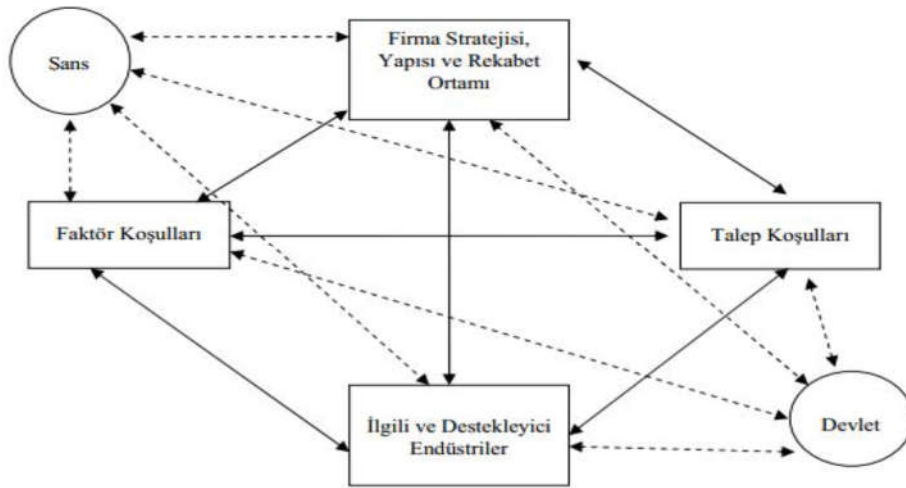 Sans
Firma Stratejisi,
Yapısı ve Rekabet
Ortamı
Faktör Koşulları
Talep Koşulları
İlgili ve Destekleyici
Endüstriler
Devlet